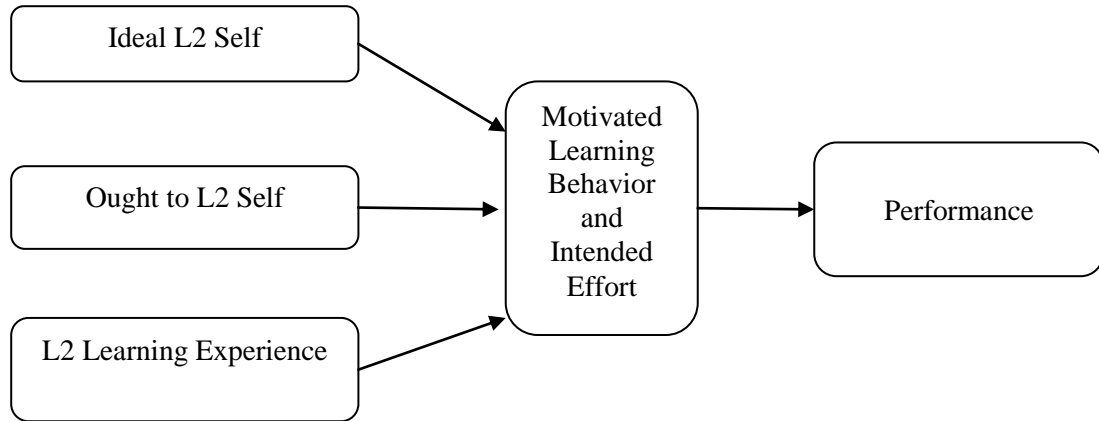 Ideal L2 Self
Ought to L2 Self
L2 Learning Experience
Motivated
Learning
Behavior
and
Intended
Effort
Performance